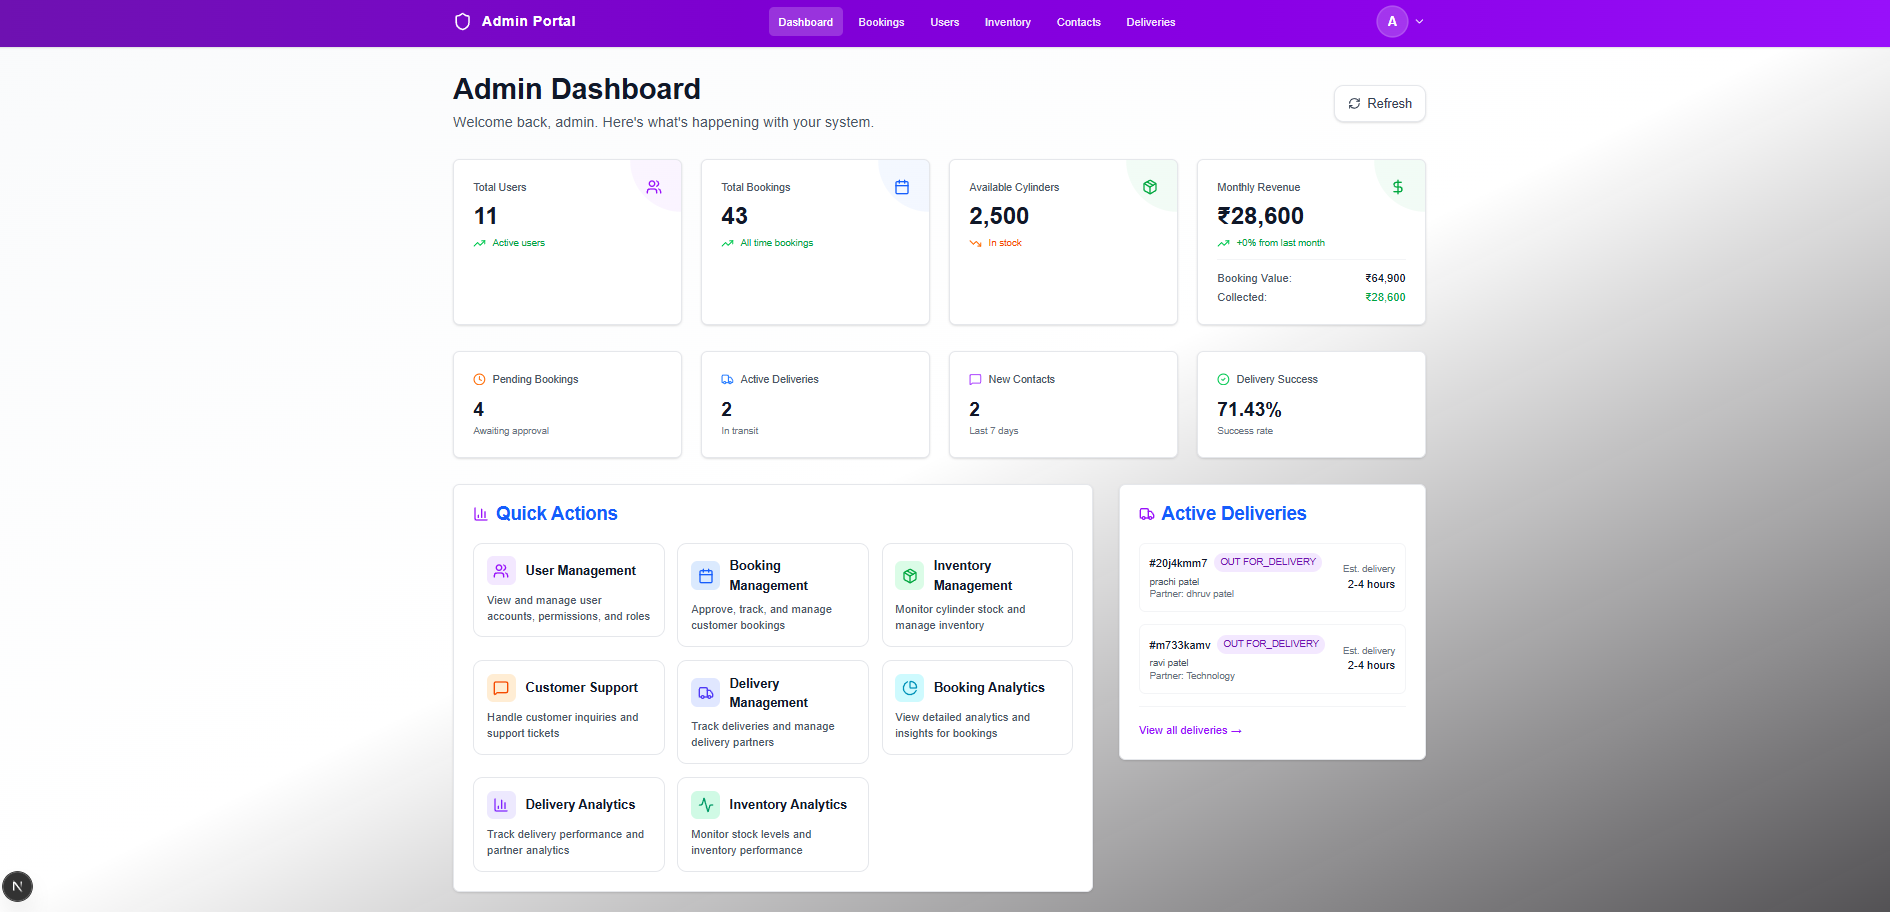 Admin Portal
Dashboard
Bookings
Users
Inventory
Contacts
Deliveries
A
Admin Dashboard
Welcome back, admin. Here's what's happening with your system.
Refresh
Total Users
11
Active users
Total Bookings
43
All time bookings
Available Cylinders
2,500
In stock
Monthly Revenue
₹28,600
+0% from last month
Booking Value: ₹64,900
Collected: ₹28,600
Pending Bookings
4
Awaiting approval
Active Deliveries
2
In transit
New Contacts
2
Last 7 days
Delivery Success
71.43%
Success rate
Quick Actions
User Management
View and manage user
accounts, permissions, and roles
Booking
Management
Approve, track, and manage
customer bookings
Inventory
Management
Monitor cylinder stock and
manage inventory
Customer Support
Handle customer inquiries and
support tickets
Delivery
Management
Track deliveries and manage
delivery partners
Booking Analytics
View detailed analytics and
insights for bookings
Delivery Analytics
Track delivery performance and
partner analytics
Inventory Analytics
Monitor stock levels and
inventory performance
Active Deliveries
#20j4kmm7 OUT FOR_DELIVERY
prachi patel
Partner: dhruv patel
Est. delivery
2-4 hours
#m733kamv OUT FOR_DELIVERY
ravi patel
Partner: Technology
Est. delivery
2-4 hours
View all deliveries →
N